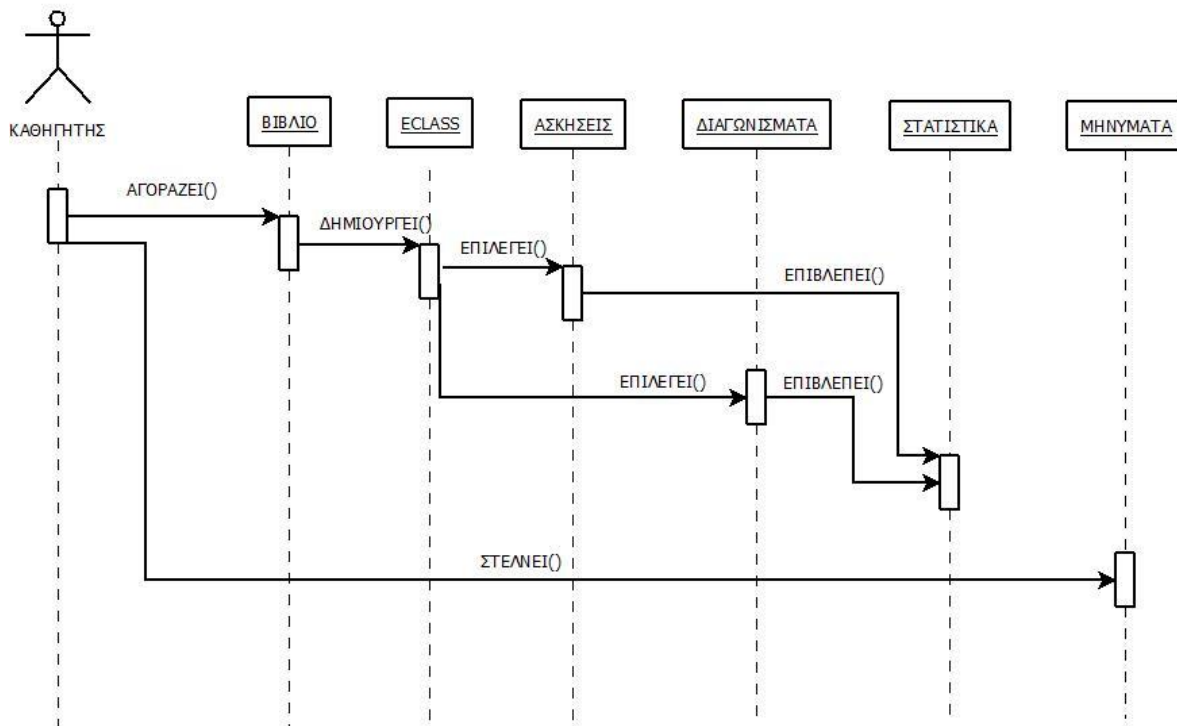 ΚΑΘΗΓΗΤΗΣ
ΒΙΒΛΙΟ
ECLASS
ΑΣΚΗΣΕΙΣ
ΔΙΑΓΩΝΙΣΜΑΤΑ
ΣΤΑΤΙΣΤΙΚΑ
ΜΗΝΥΜΑΤΑ
ΑΓΟΡΑΖΕΙ()
ΔΗΜΙΟΥΡΓΕΙ()
ΕΠΙΛΕΓΕΙ()
ΕΠΙΒΛΕΠΕΙ()
ΕΠΙΛΕΓΕΙ()
ΕΠΙΒΛΕΠΕΙ()
ΣΤΕΛΝΕΙ()